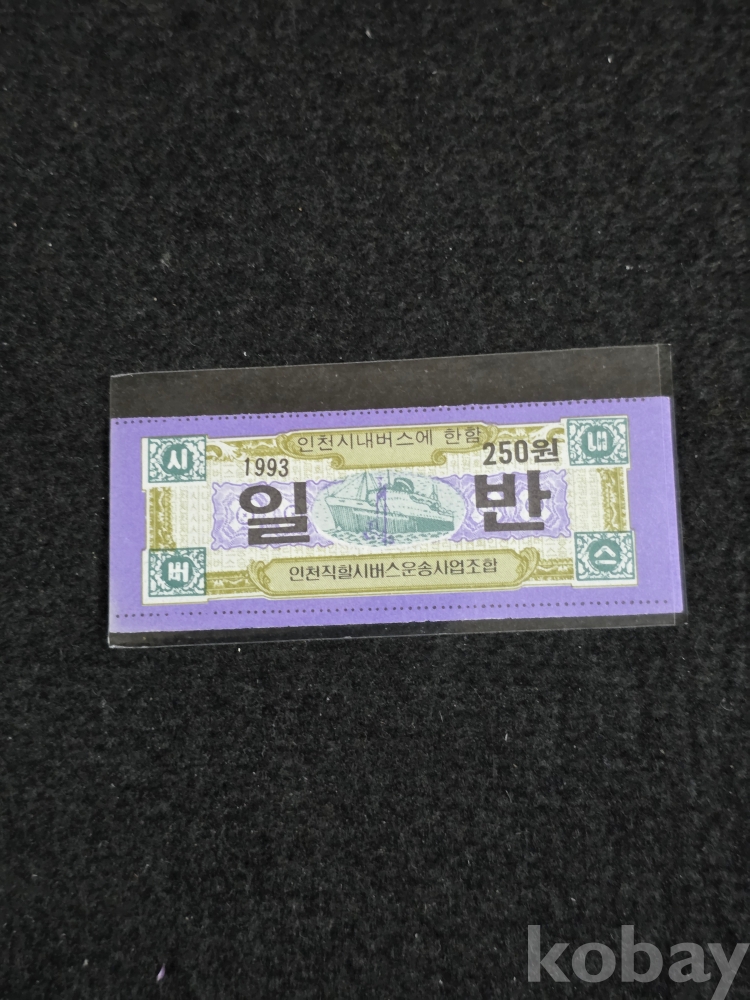 인천시내버스에 한함
시
내
1993
250원
일 반
버
스
인천직할시버스운송사업조합
kobay